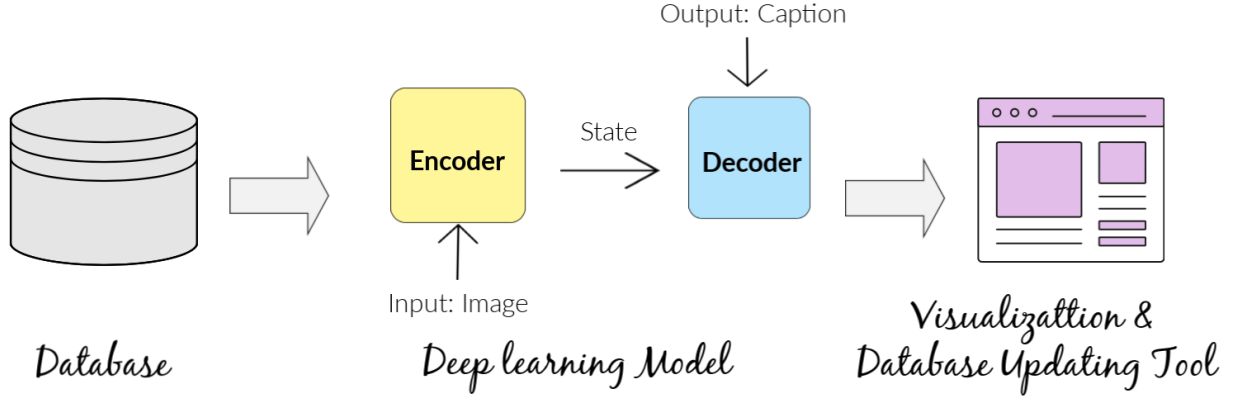 Output: Caption
Encoder
State
Decoder
Input: Image
Database
Deep learning Model
Visualizattion &
Database Updating Tool